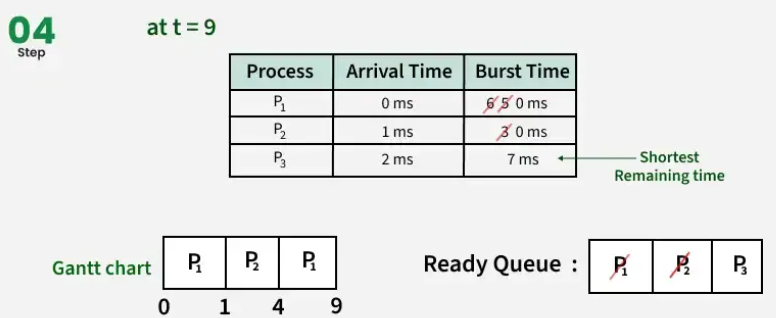 04
Step
at t = 9
Process Arrival Time Burst Time
P1 0 ms 6 5 0 ms
P2 1 ms 3 0 ms
P3 2 ms 7 ms
Shortest
Remaining time
Gantt chart P1 P2 P1
0 1 4 9
Ready Queue : P1 P2 P3